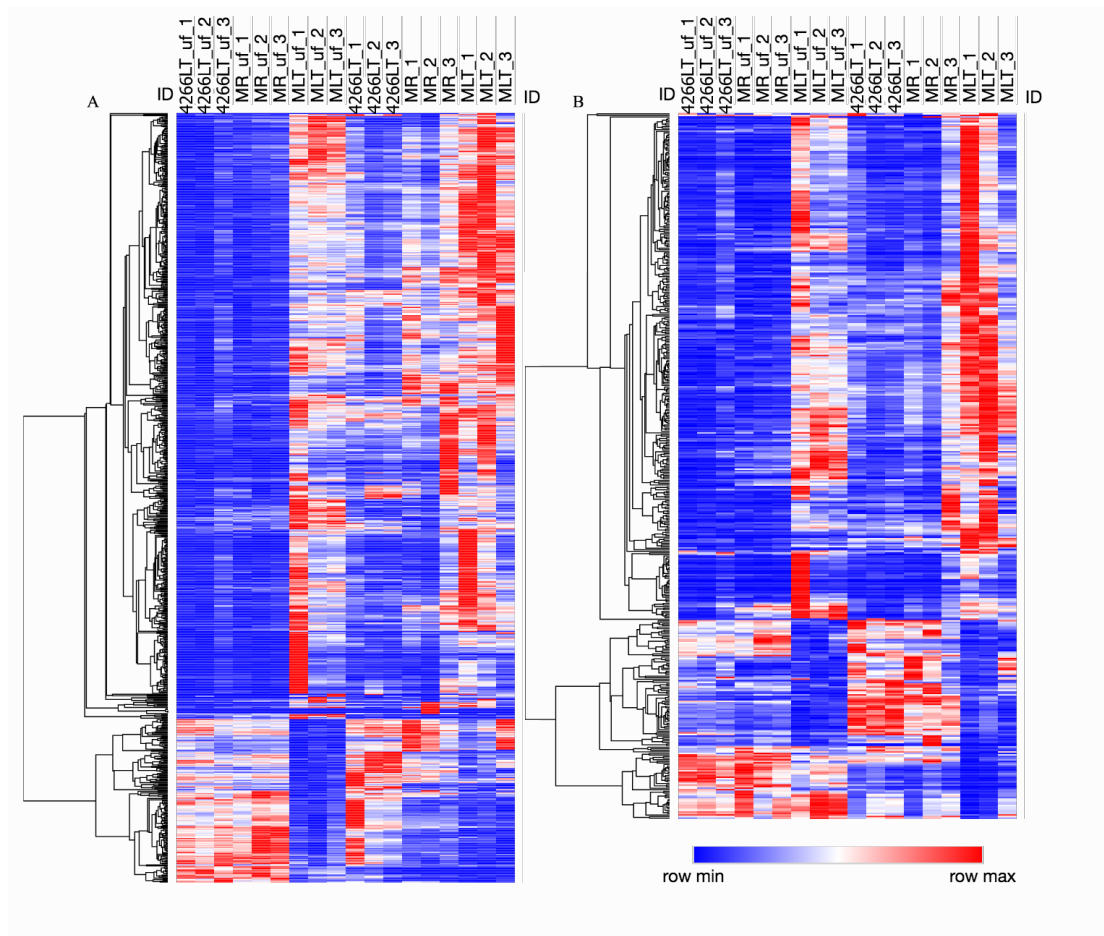 A
ID
4266LT_uf_1
4266LT_uf_2
4266LT_uf_3
MR_uf_1
MR_uf_2
MR_uf_3
MLT_uf_1
MLT_uf_2
MLT_uf_3
4266LT_1
4266LT_2
4266LT_3
MR_1
MR_2
MR_3
MLT_1
MLT_2
MLT_3
ID
B
ID
4266LT_uf_1
4266LT_uf_2
4266LT_uf_3
MR_uf_1
MR_uf_2
MR_uf_3
MLT_uf_1
MLT_uf_2
MLT_uf_3
4266LT_1
4266LT_2
4266LT_3
MR_1
MR_2
MR_3
MLT_1
MLT_2
MLT_3
ID
row min row max